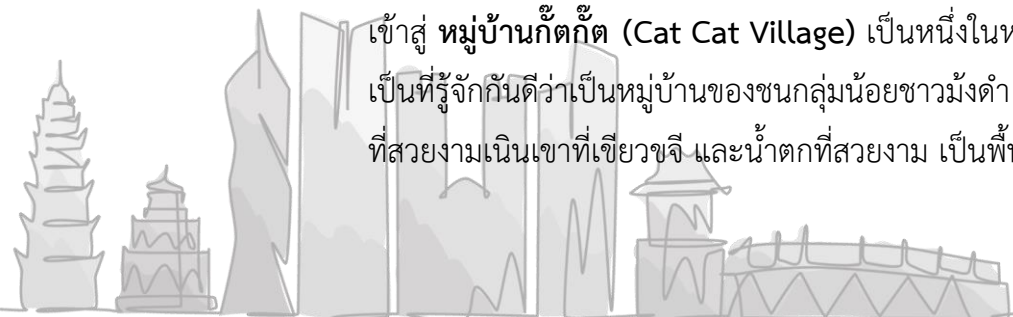 เข้าสู่ หมู่บ้านกั๊ตกั๊ต (Cat Cat Village) เป็นหนึ่งใน
เป็นที่รู้จักกันดีว่าเป็นหมู่บ้านของชนกลุ่มน้อยชาวม้งดำ
ที่สวยงามเนินเขาที่เขียวขจี และน้ำตกที่สวยงาม เป็น